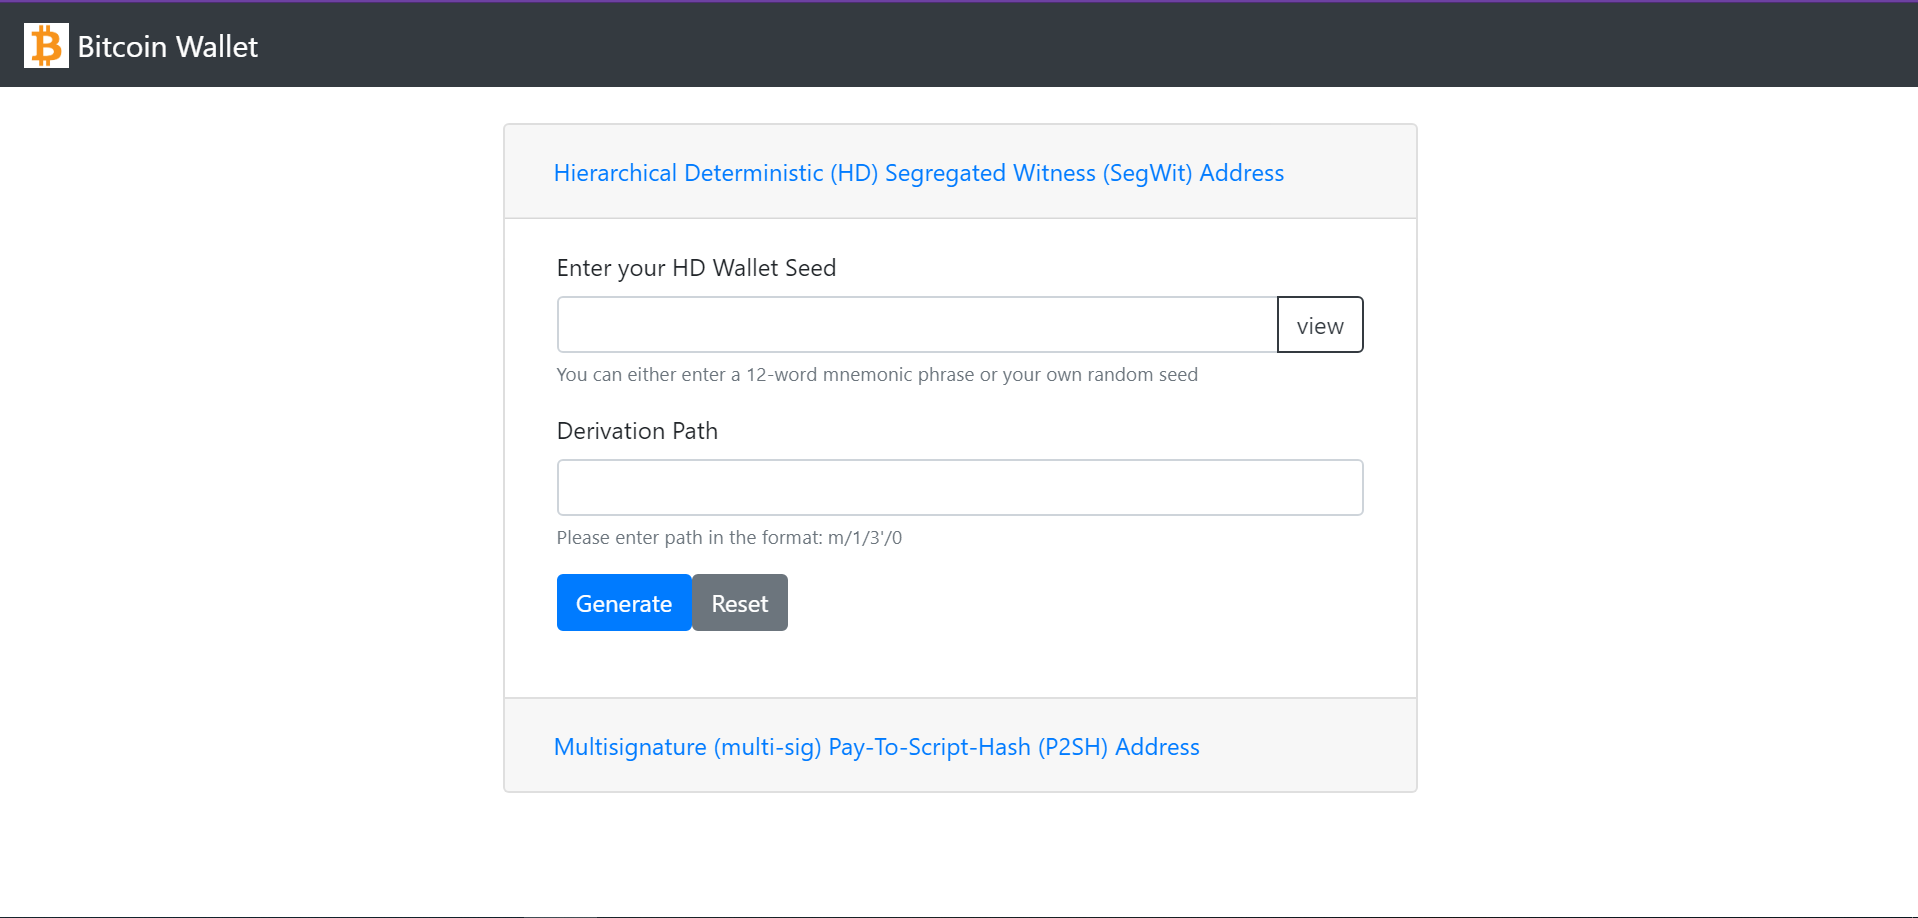 Bitcoin Wallet
Hierarchical Deterministic (HD) Segregated Witness (SegWit) Address
Enter your HD Wallet Seed
view
You can either enter a 12-word mnemonic phrase or your own random seed
Derivation Path
Please enter path in the format: m/1/3'/0
Generate Reset
Multisignature (multi-sig) Pay-To-Script-Hash (P2SH) Address